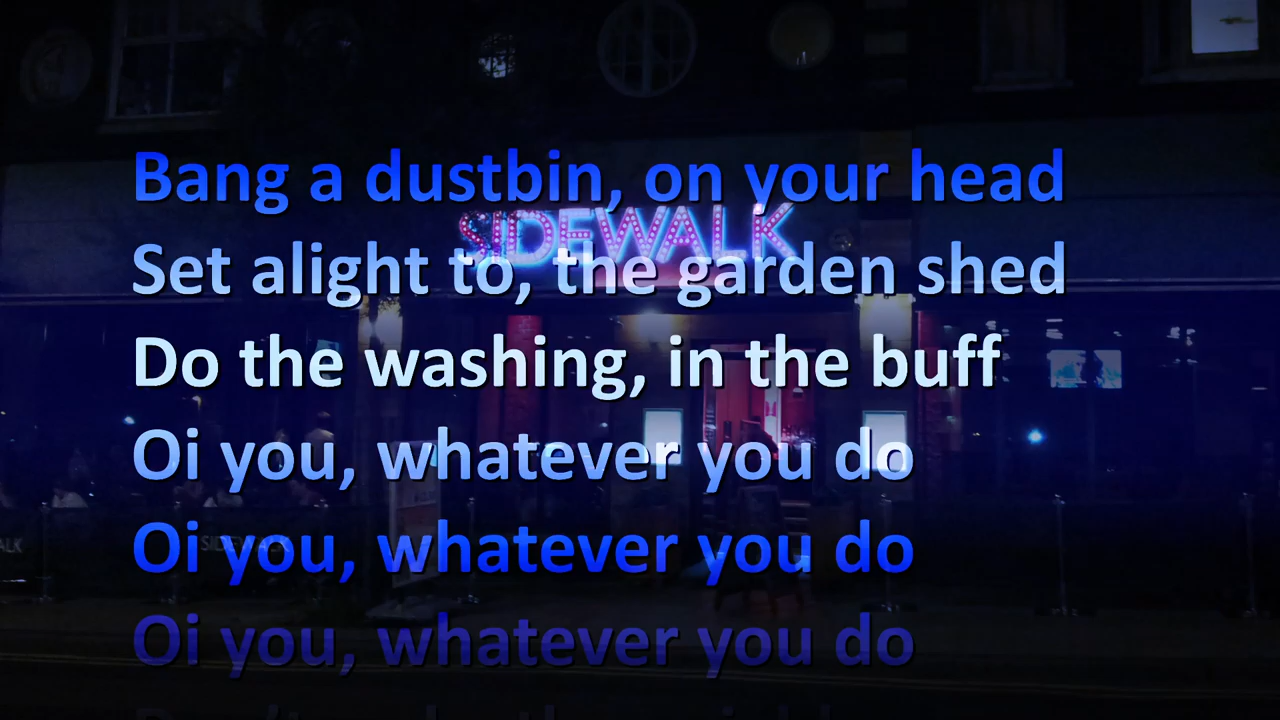 Bang a dustbin, on your head
SIDEWALK
Set alight to, the garden shed
Do the washing, in the buff
Oi you, whatever you do
Oi you, whatever you do
SIDEWALK
Oi you, whatever you do